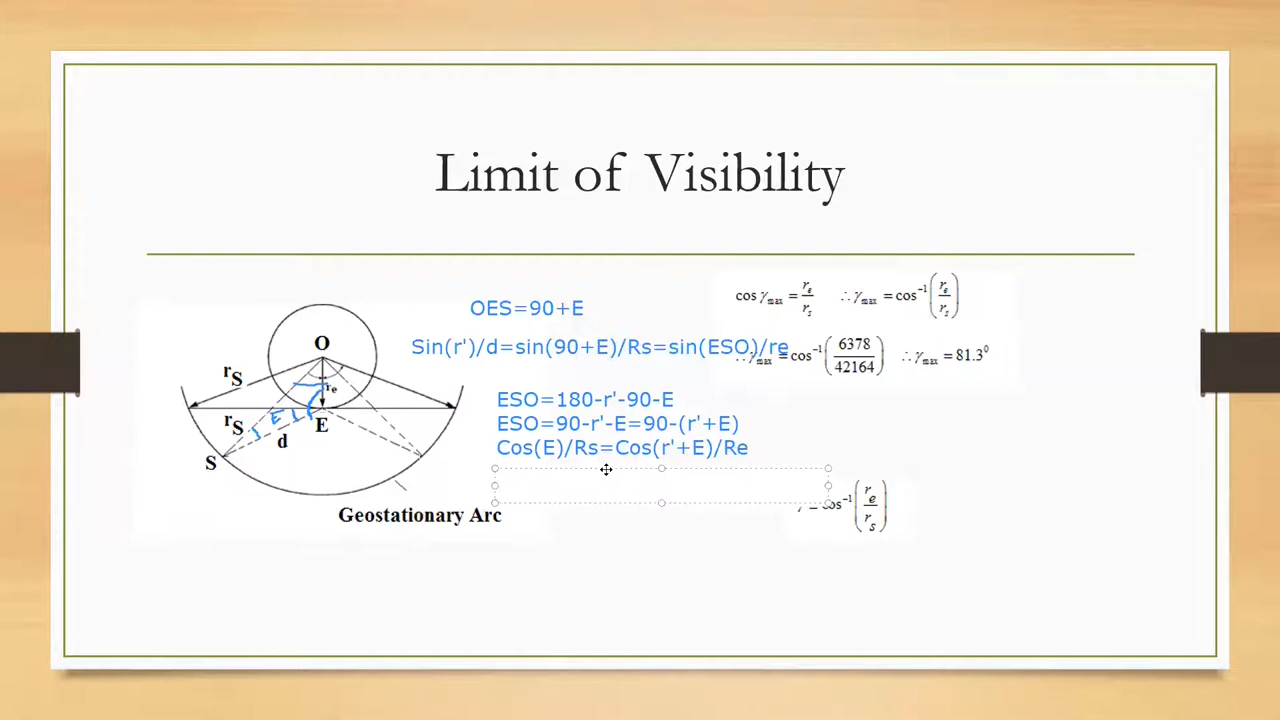 Limit of Visibility
O
rS
re
rS
E
E
d
S
Geostationary Arc
OES=90+E
Sin(r')/d=sin(90+E)/Rs=sin(ESO)/re
ESO=180-r'-90-E
ESO=90-r'-E=90-(r'+E)
Cos(E)/Rs=Cos(r'+E)/Re
cos γmax = re/rs ∴ γmax = cos⁻¹(re/rs)
∴ γmax = cos⁻¹(6378/42164) ∴ γmax = 81.3⁰
= cos⁻¹(re/rs)